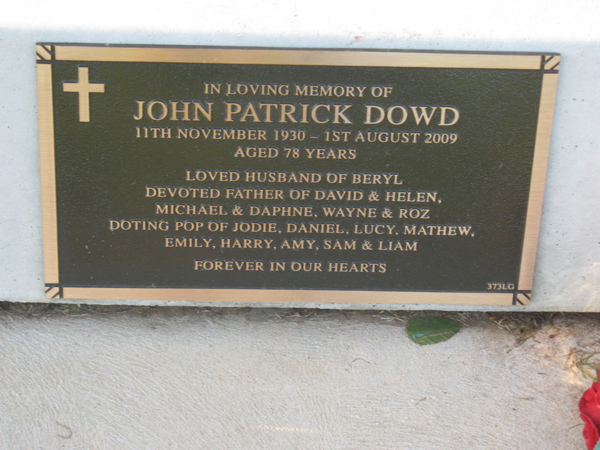 IN LOVING MEMORY OF
JOHN PATRICK DOWD
11TH NOVEMBER 1930 – 1ST AUGUST 2009
AGED 78 YEARS
LOVED HUSBAND OF BERYL
DEVOTED FATHER OF DAVID & HELEN,
MICHAEL & DAPHNE, WAYNE & ROZ
DOTING POP OF JODIE, DANIEL, LUCY, MATHEW,
EMILY, HARRY, AMY, SAM & LIAM
FOREVER IN OUR HEARTS
373LG